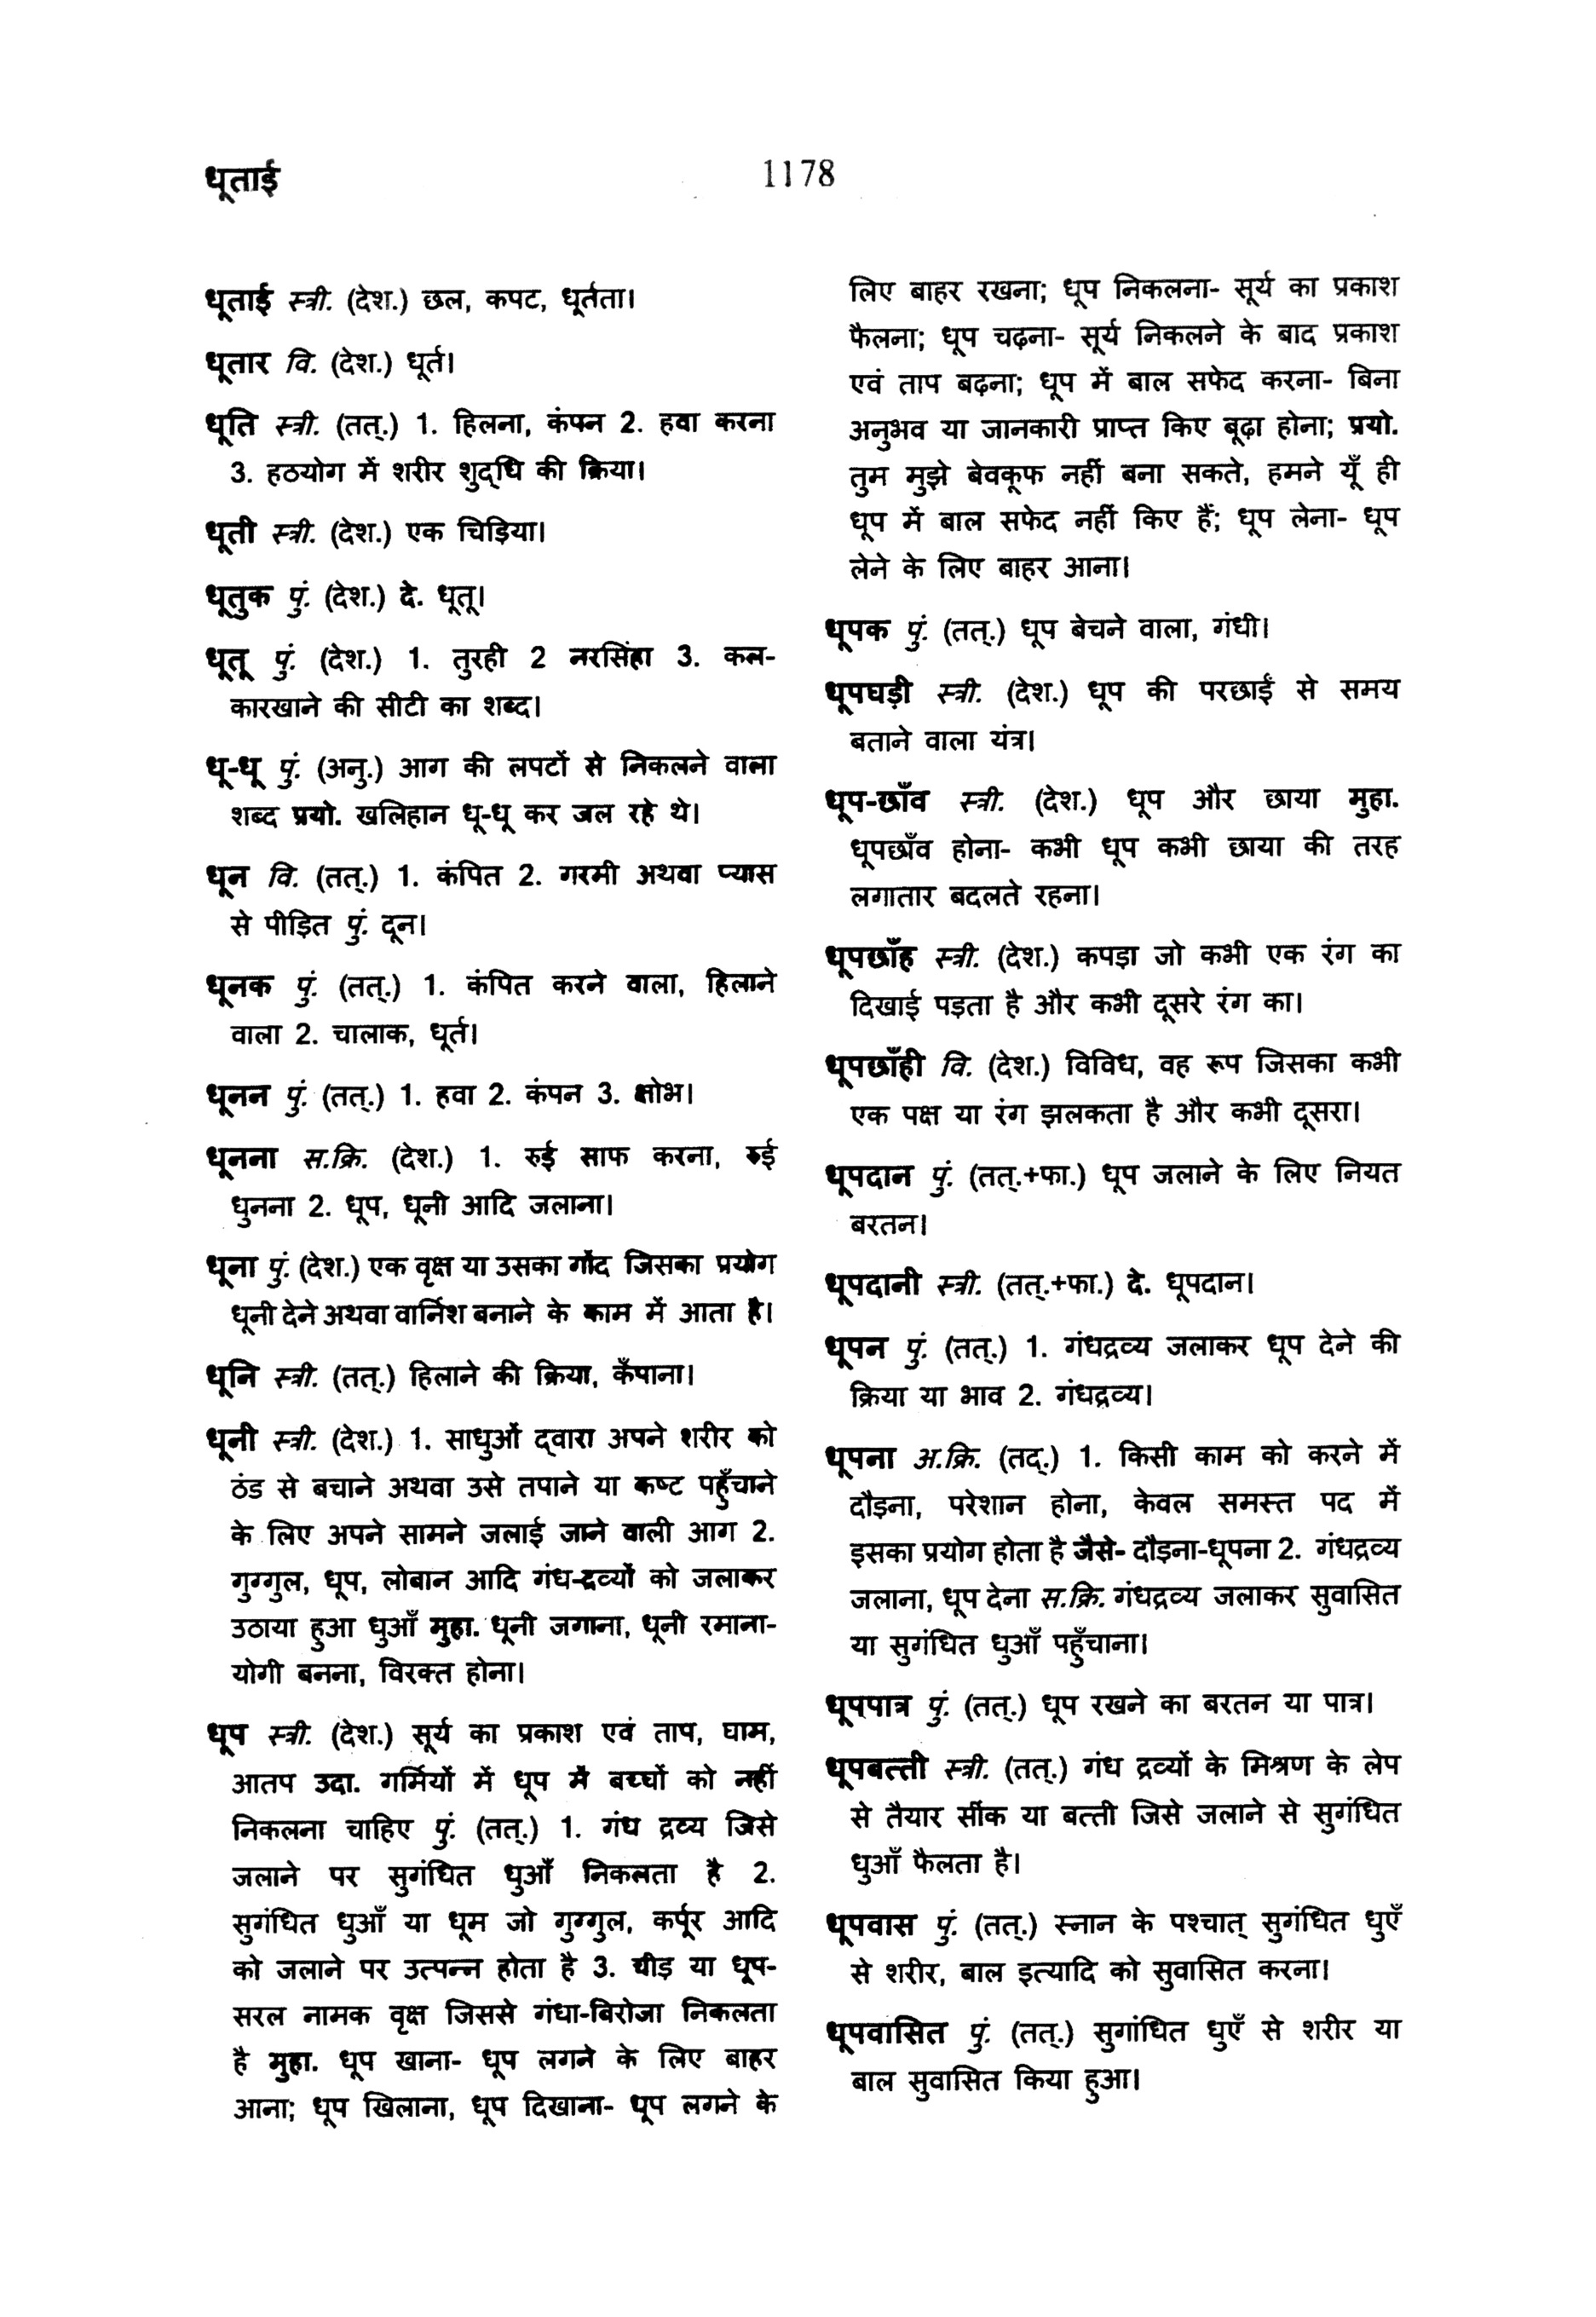 धूताई
1178
धूताई स्त्री. (देश.) छल, कपट, धूर्तता।
धूतार वि. (देश.) धूर्त।
धूति स्त्री. (तत्.) 1. हिलना, कंपन 2. हवा करना
3. हठयोग में शरीर शुद्धि की क्रिया।
धूती स्त्री. (देश.) एक चिड़िया।
धूतुक पुं. (देश.) दे. धूतू।
धूतू पुं. (देश.) 1. तुरही 2 नरसिंहा 3. कल-
कारखाने की सीटी का शब्द।
धू-धू पुं. (अनु.) आग की लपटों से निकलने वाला
शब्द प्रयो. खलिहान धू-धू कर जल रहे थे।
धून वि. (तत्.) 1. कंपित 2. गरमी अथवा प्यास
से पीड़ित पुं. दून।
धूनक पुं. (तत्.) 1. कंपित करने वाला, हिलाने
वाला 2. चालाक, धूर्त।
धूनन पुं. (तत्.) 1. हवा 2. कंपन 3. क्षोभ।
धूनना स.क्रि. (देश.) 1. रुई साफ करना, रुई
धुनना 2. धूप, धूनी आदि जलाना।
धूना पुं. (देश.) एक वृक्ष या उसका गोंद जिसका प्रयोग
धूनी देने अथवा वार्निश बनाने के काम में आता है।
धूनि स्त्री. (तत्.) हिलाने की क्रिया, कँपाना।
धूनी स्त्री. (देश.) 1. साधुओं द्वारा अपने शरीर को
ठंड से बचाने अथवा उसे तपाने या कष्ट पहुँचाने
के लिए अपने सामने जलाई जाने वाली आग 2.
गुग्गुल, धूप, लोबान आदि गंध-द्रव्यों को जलाकर
उठाया हुआ धुआँ मुहा. धूनी जगाना, धूनी रमाना-
योगी बनना, विरक्त होना।
धूप स्त्री. (देश.) सूर्य का प्रकाश एवं ताप, घाम,
आतप उदा. गर्मियों में धूप में बच्चों को नहीं
निकलना चाहिए पुं. (तत्.) 1. गंध द्रव्य जिसे
जलाने पर सुगंधित धुआँ निकलता है 2.
सुगंधित धुआँ या धूम जो गुग्गुल, कर्पूर आदि
को जलाने पर उत्पन्न होता है 3. चीड़ या धूप-
सरल नामक वृक्ष जिससे गंधा-बिरोजा निकलता
है मुहा. धूप खाना- धूप लगने के लिए बाहर
आना; धूप खिलाना, धूप दिखाना- धूप लगने के
लिए बाहर रखना; धूप निकलना- सूर्य का प्रकाश
फैलना; धूप चढ़ना- सूर्य निकलने के बाद प्रकाश
एवं ताप बढ़ना; धूप में बाल सफेद करना- बिना
अनुभव या जानकारी प्राप्त किए बूढ़ा होना; प्रयो.
तुम मुझे बेवकूफ नहीं बना सकते, हमने यूँ ही
धूप में बाल सफेद नहीं किए हैं; धूप लेना- धूप
लेने के लिए बाहर आना।
धूपक पुं. (तत्.) धूप बेचने वाला, गंधी।
धूपघड़ी स्त्री. (देश.) धूप की परछाईं से समय
बताने वाला यंत्र।
धूप-छाँव स्त्री. (देश.) धूप और छाया मुहा.
धूपछाँव होना- कभी धूप कभी छाया की तरह
लगातार बदलते रहना।
धूपछाँह स्त्री. (देश.) कपड़ा जो कभी एक रंग का
दिखाई पड़ता है और कभी दूसरे रंग का।
धूपछाँही वि. (देश.) विविध, वह रूप जिसका कभी
एक पक्ष या रंग झलकता है और कभी दूसरा।
धूपदान पुं. (तत्.+फा.) धूप जलाने के लिए नियत
बरतन।
धूपदानी स्त्री. (तत्.+फा.) दे. धूपदान।
धूपन पुं. (तत्.) 1. गंधद्रव्य जलाकर धूप देने की
क्रिया या भाव 2. गंधद्रव्य।
धूपना अ.क्रि. (तद्.) 1. किसी काम को करने में
दौड़ना, परेशान होना, केवल समस्त पद में
इसका प्रयोग होता है जैसे- दौड़ना-धूपना 2. गंधद्रव्य
जलाना, धूप देना स.क्रि. गंधद्रव्य जलाकर सुवासित
या सुगंधित धुआँ पहुँचाना।
धूपपात्र पुं. (तत्.) धूप रखने का बरतन या पात्र।
धूपबत्ती स्त्री. (तत्.) गंध द्रव्यों के मिश्रण के लेप
से तैयार सींक या बत्ती जिसे जलाने से सुगंधित
धुआँ फैलता है।
धूपवास पुं. (तत्.) स्नान के पश्चात् सुगंधित धुएँ
से शरीर, बाल इत्यादि को सुवासित करना।
धूपवासित पुं. (तत्.) सुगांधित धुएँ से शरीर या
बाल सुवासित किया हुआ।